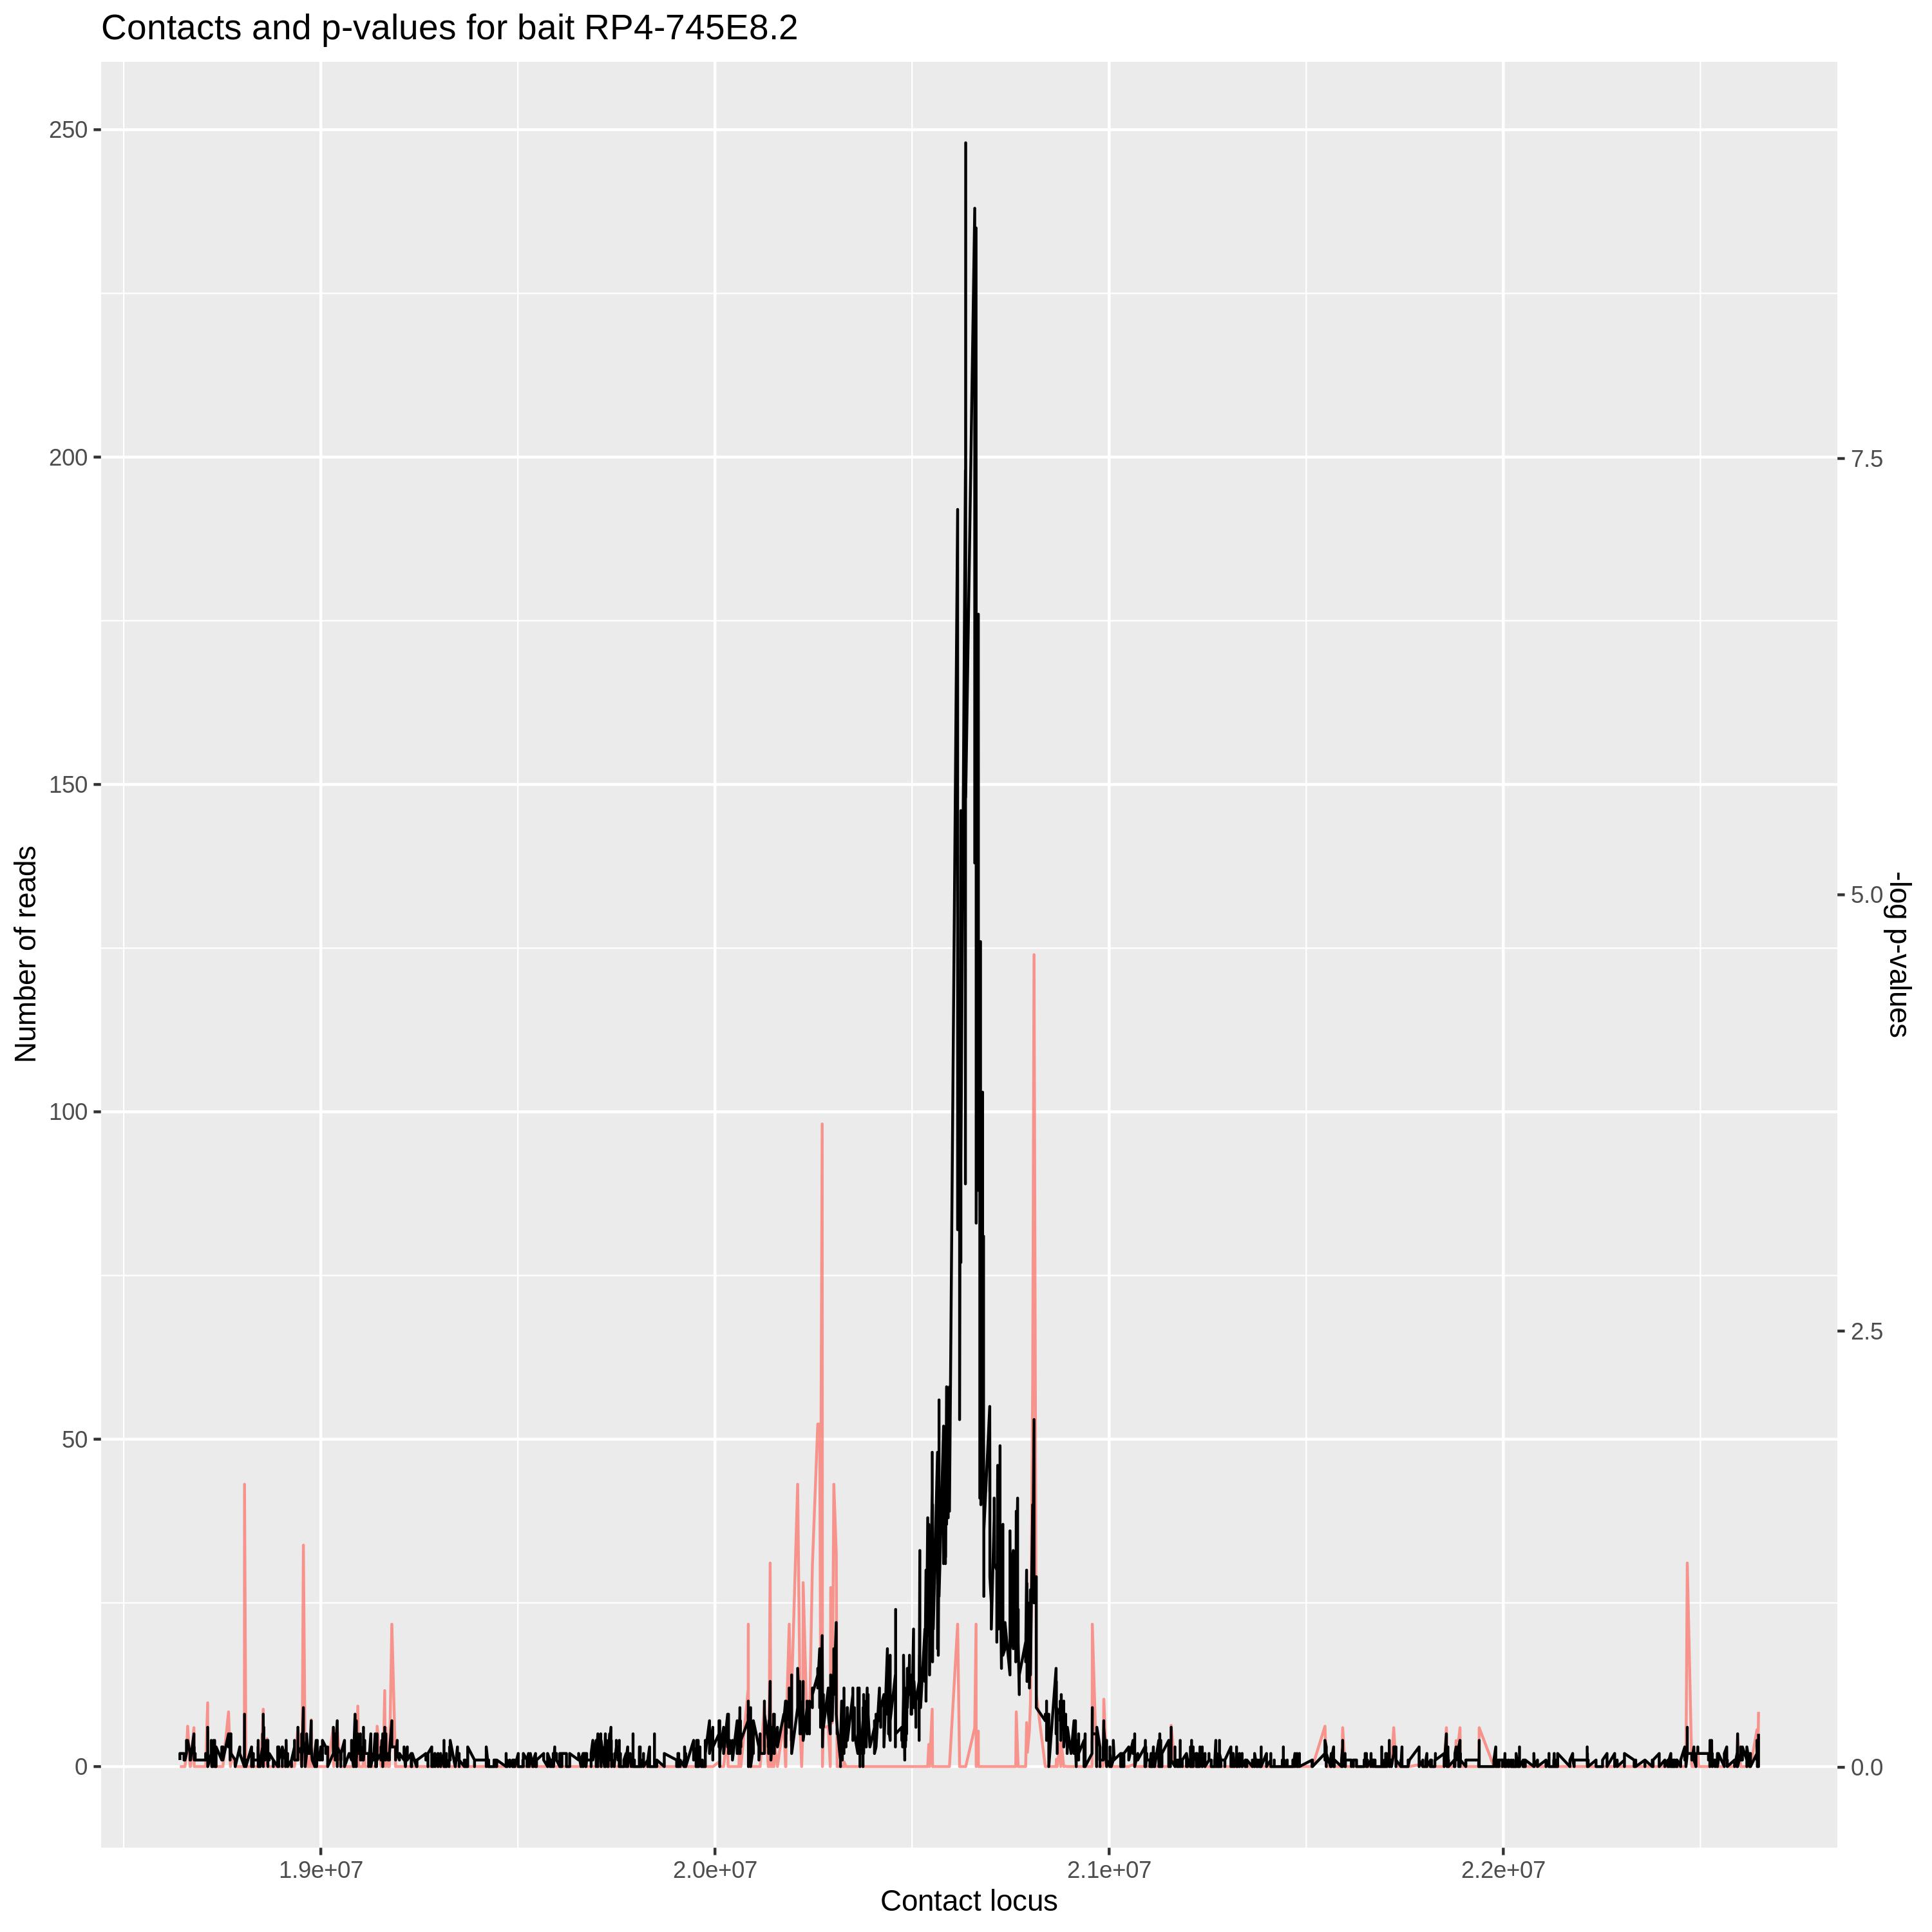 Contacts and p-values for bait RP4-745E8.2
250
200
150
100
50
0
Number of reads
7.5
5.0
2.5
0.0
-log p-values
1.9e+07
2.0e+07
2.1e+07
2.2e+07
Contact locus